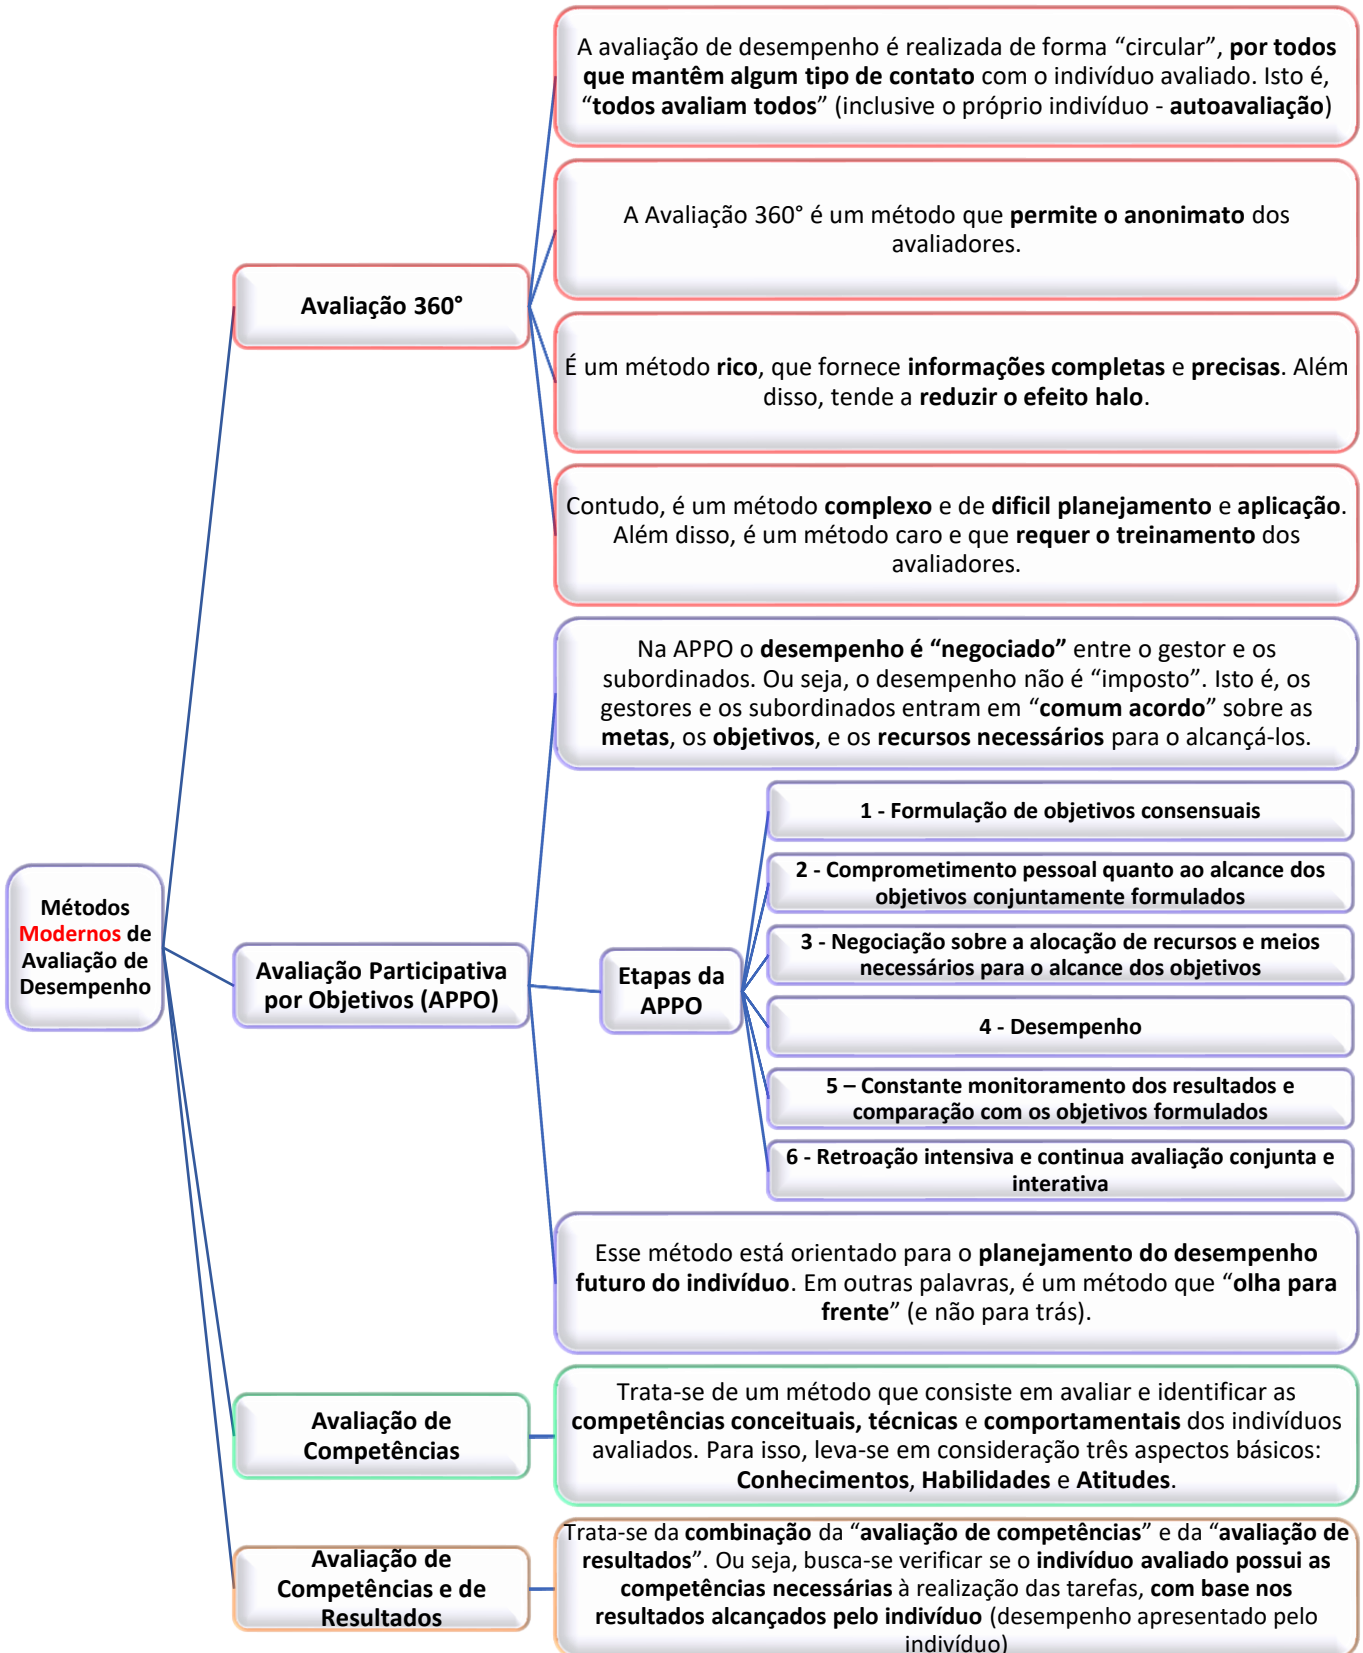 A avaliação de desempenho é realizada de forma “circular”, por todos
que mantêm algum tipo de contato com o indivíduo avaliado. Isto é,
“todos avaliam todos” (inclusive o próprio indivíduo - autoavaliação)
A Avaliação 360° é um método que permite o anonimato dos
avaliadores.
Avaliação 360°
É um método rico, que fornece informações completas e precisas. Além
disso, tende a reduzir o efeito halo.
Contudo, é um método complexo e de dificil planejamento e aplicação.
Além disso, é um método caro e que requer o treinamento dos
avaliadores.
Na APPO o desempenho é “negociado” entre o gestor e os
subordinados. Ou seja, o desempenho não é “imposto”. Isto é, os
gestores e os subordinados entram em “comum acordo” sobre as
metas, os objetivos, e os recursos necessários para o alcançá-los.
Métodos
Modernos de
Avaliação de
Desempenho
Avaliação Participativa
por Objetivos (APPO)
Etapas da
APPO
1 - Formulação de objetivos consensuais
2 - Comprometimento pessoal quanto ao alcance dos
objetivos conjuntamente formulados
3 - Negociação sobre a alocação de recursos e meios
necessários para o alcance dos objetivos
4 - Desempenho
5 – Constante monitoramento dos resultados e
comparação com os objetivos formulados
6 - Retroação intensiva e continua avaliação conjunta e
interativa
Esse método está orientado para o planejamento do desempenho
futuro do indivíduo. Em outras palavras, é um método que “olha para
frente” (e não para trás).
Avaliação de
Competências
Trata-se de um método que consiste em avaliar e identificar as
competências conceituais, técnicas e comportamentais dos indivíduos
avaliados. Para isso, leva-se em consideração três aspectos básicos:
Conhecimentos, Habilidades e Atitudes.
Avaliação de
Competências e de
Resultados
Trata-se da combinação da “avaliação de competências” e da “avaliação de
resultados”. Ou seja, busca-se verificar se o indivíduo avaliado possui as
competências necessárias à realização das tarefas, com base nos
resultados alcançados pelo indivíduo (desempenho apresentado pelo
indivíduo)